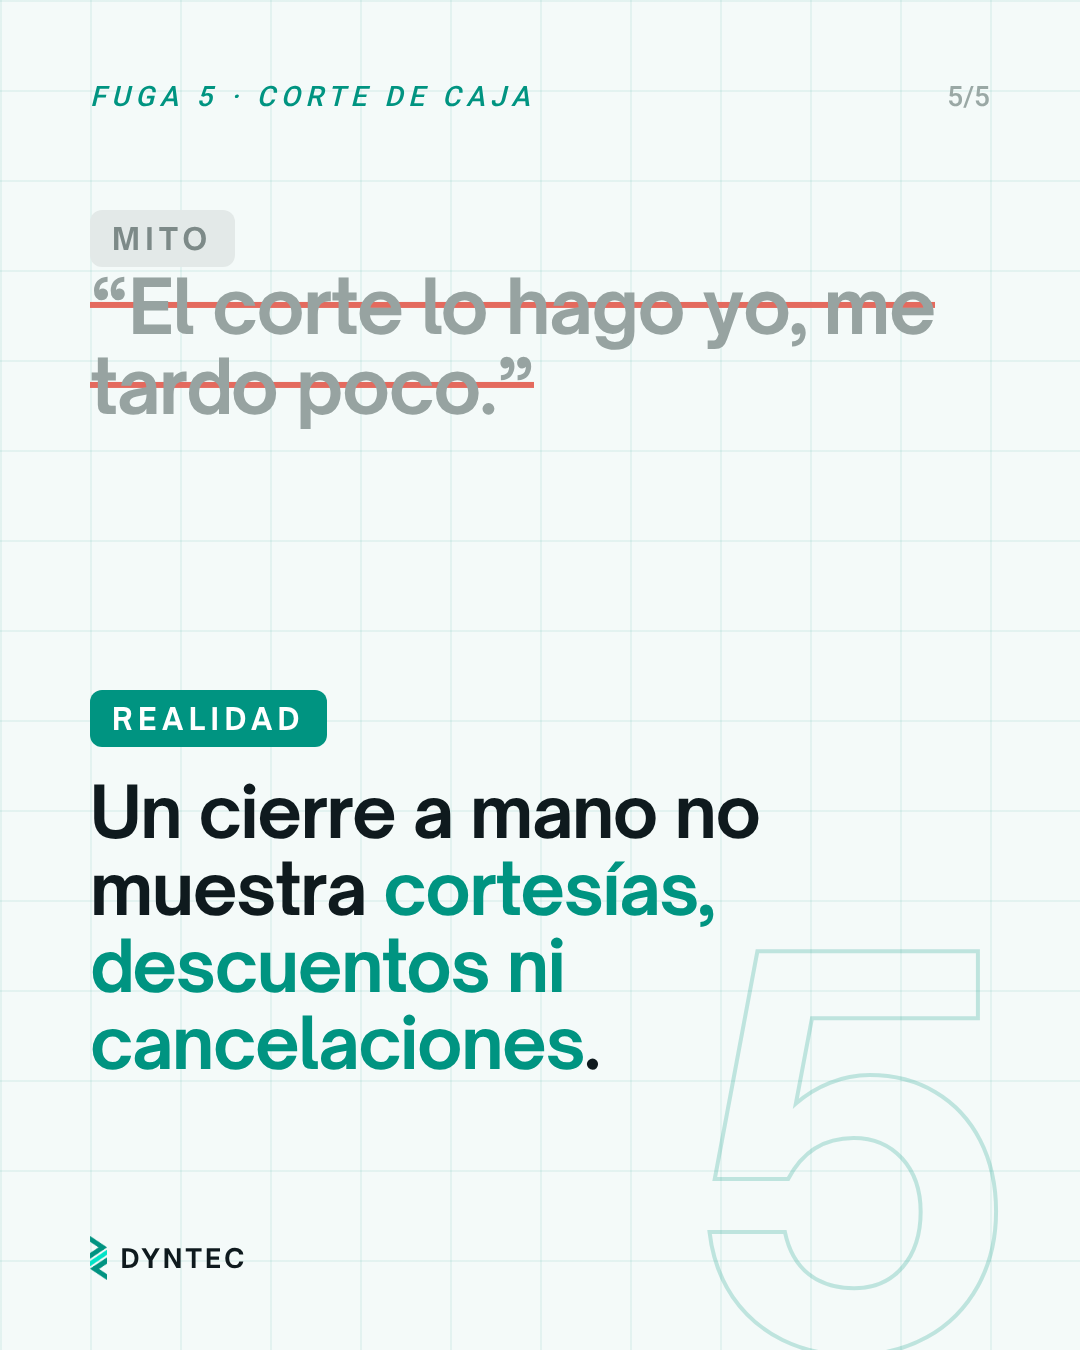 FUGA 5 · CORTE DE CAJA
5/5
MITO
“El corte lo hago yo, me
tardo poco.”
REALIDAD
Un cierre a mano no
muestra cortesías,
descuentos ni
cancelaciones.
5
DYNTEC